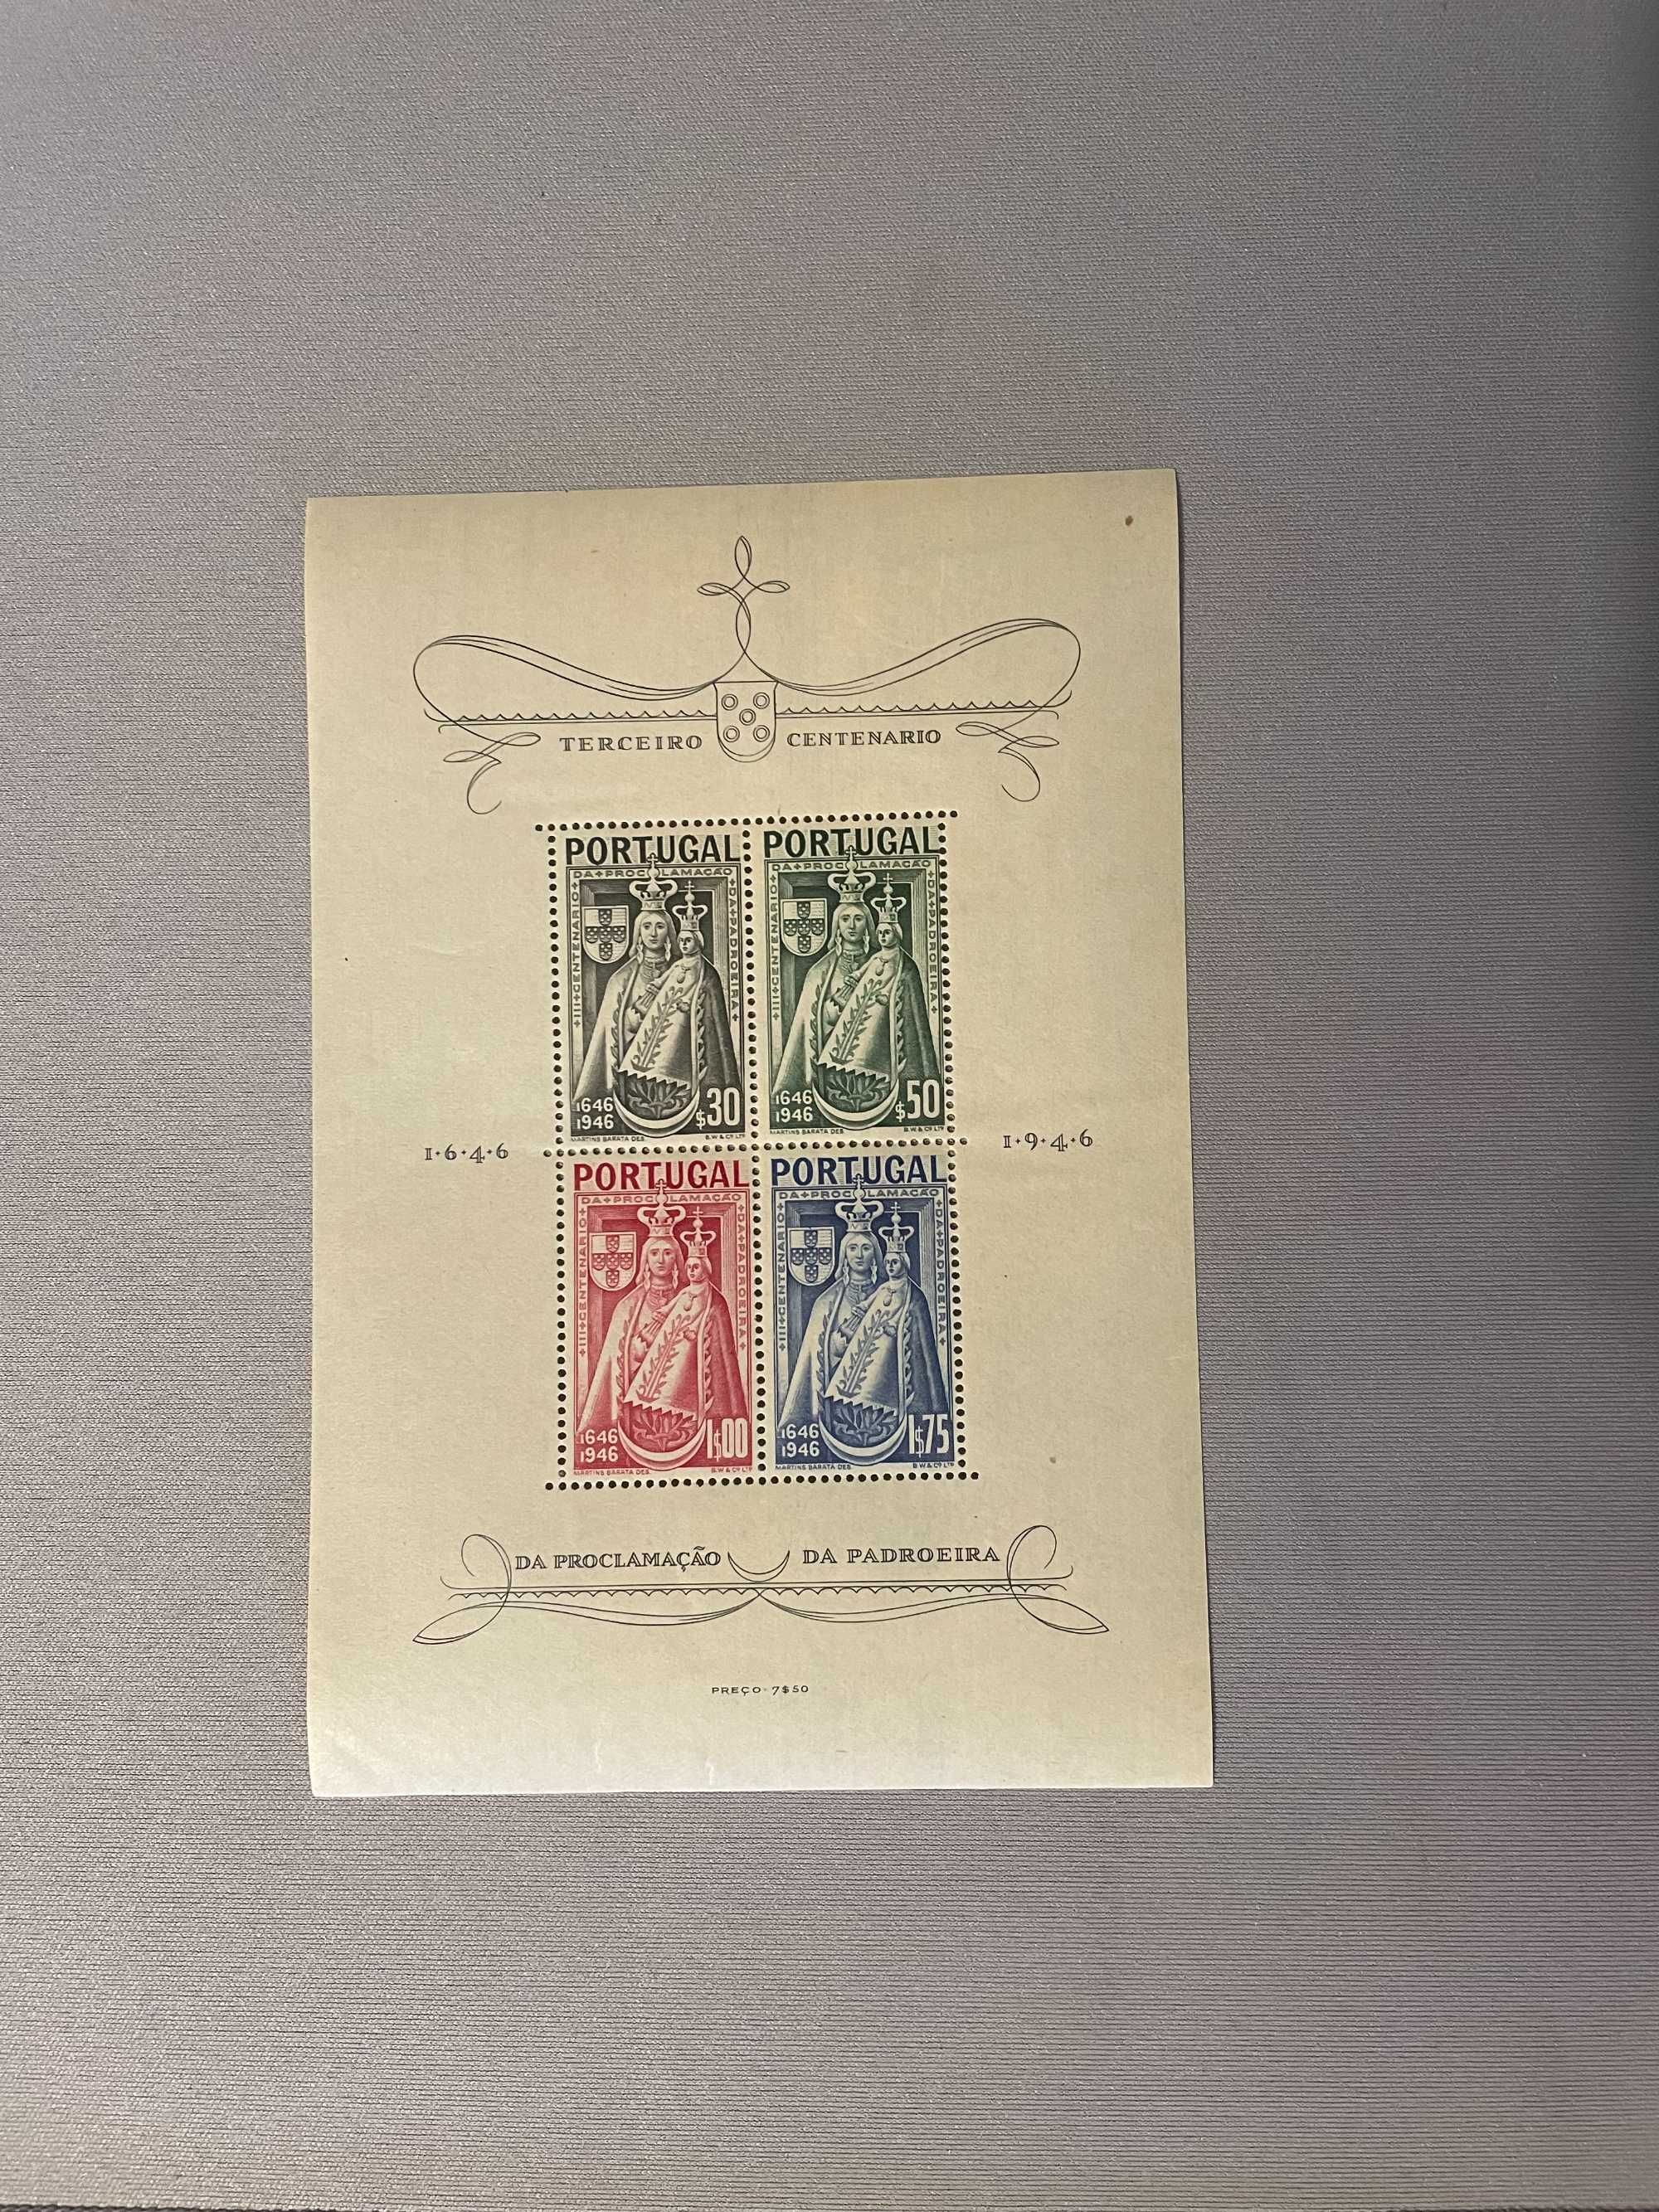 TERCEIRO CENTENARIO
PORTUGAL
III+CENTENARIO+DA+PROCLAMAÇÃO+DA+PADROEIRA+
1646
1946
$30
MARTINS BARATA DES.
B.W.& Cº LTD
PORTUGAL
III+CENTENARIO+DA+PROCLAMAÇÃO+DA+PADROEIRA+
1646
1946
$50
MARTINS BARATA DES.
B.W.& Cº LTD
1·6·4·6
1·9·4·6
PORTUGAL
III+CENTENARIO+DA+PROCLAMAÇÃO+DA+PADROEIRA+
1646
1946
1$00
MARTINS BARATA DES.
B.W.& Cº LTD
PORTUGAL
III+CENTENARIO+DA+PROCLAMAÇÃO+DA+PADROEIRA+
1646
1946
1$75
MARTINS BARATA DES.
B.W.& Cº LTD
DA PROCLAMAÇÃO DA PADROEIRA
PREÇO·7$50